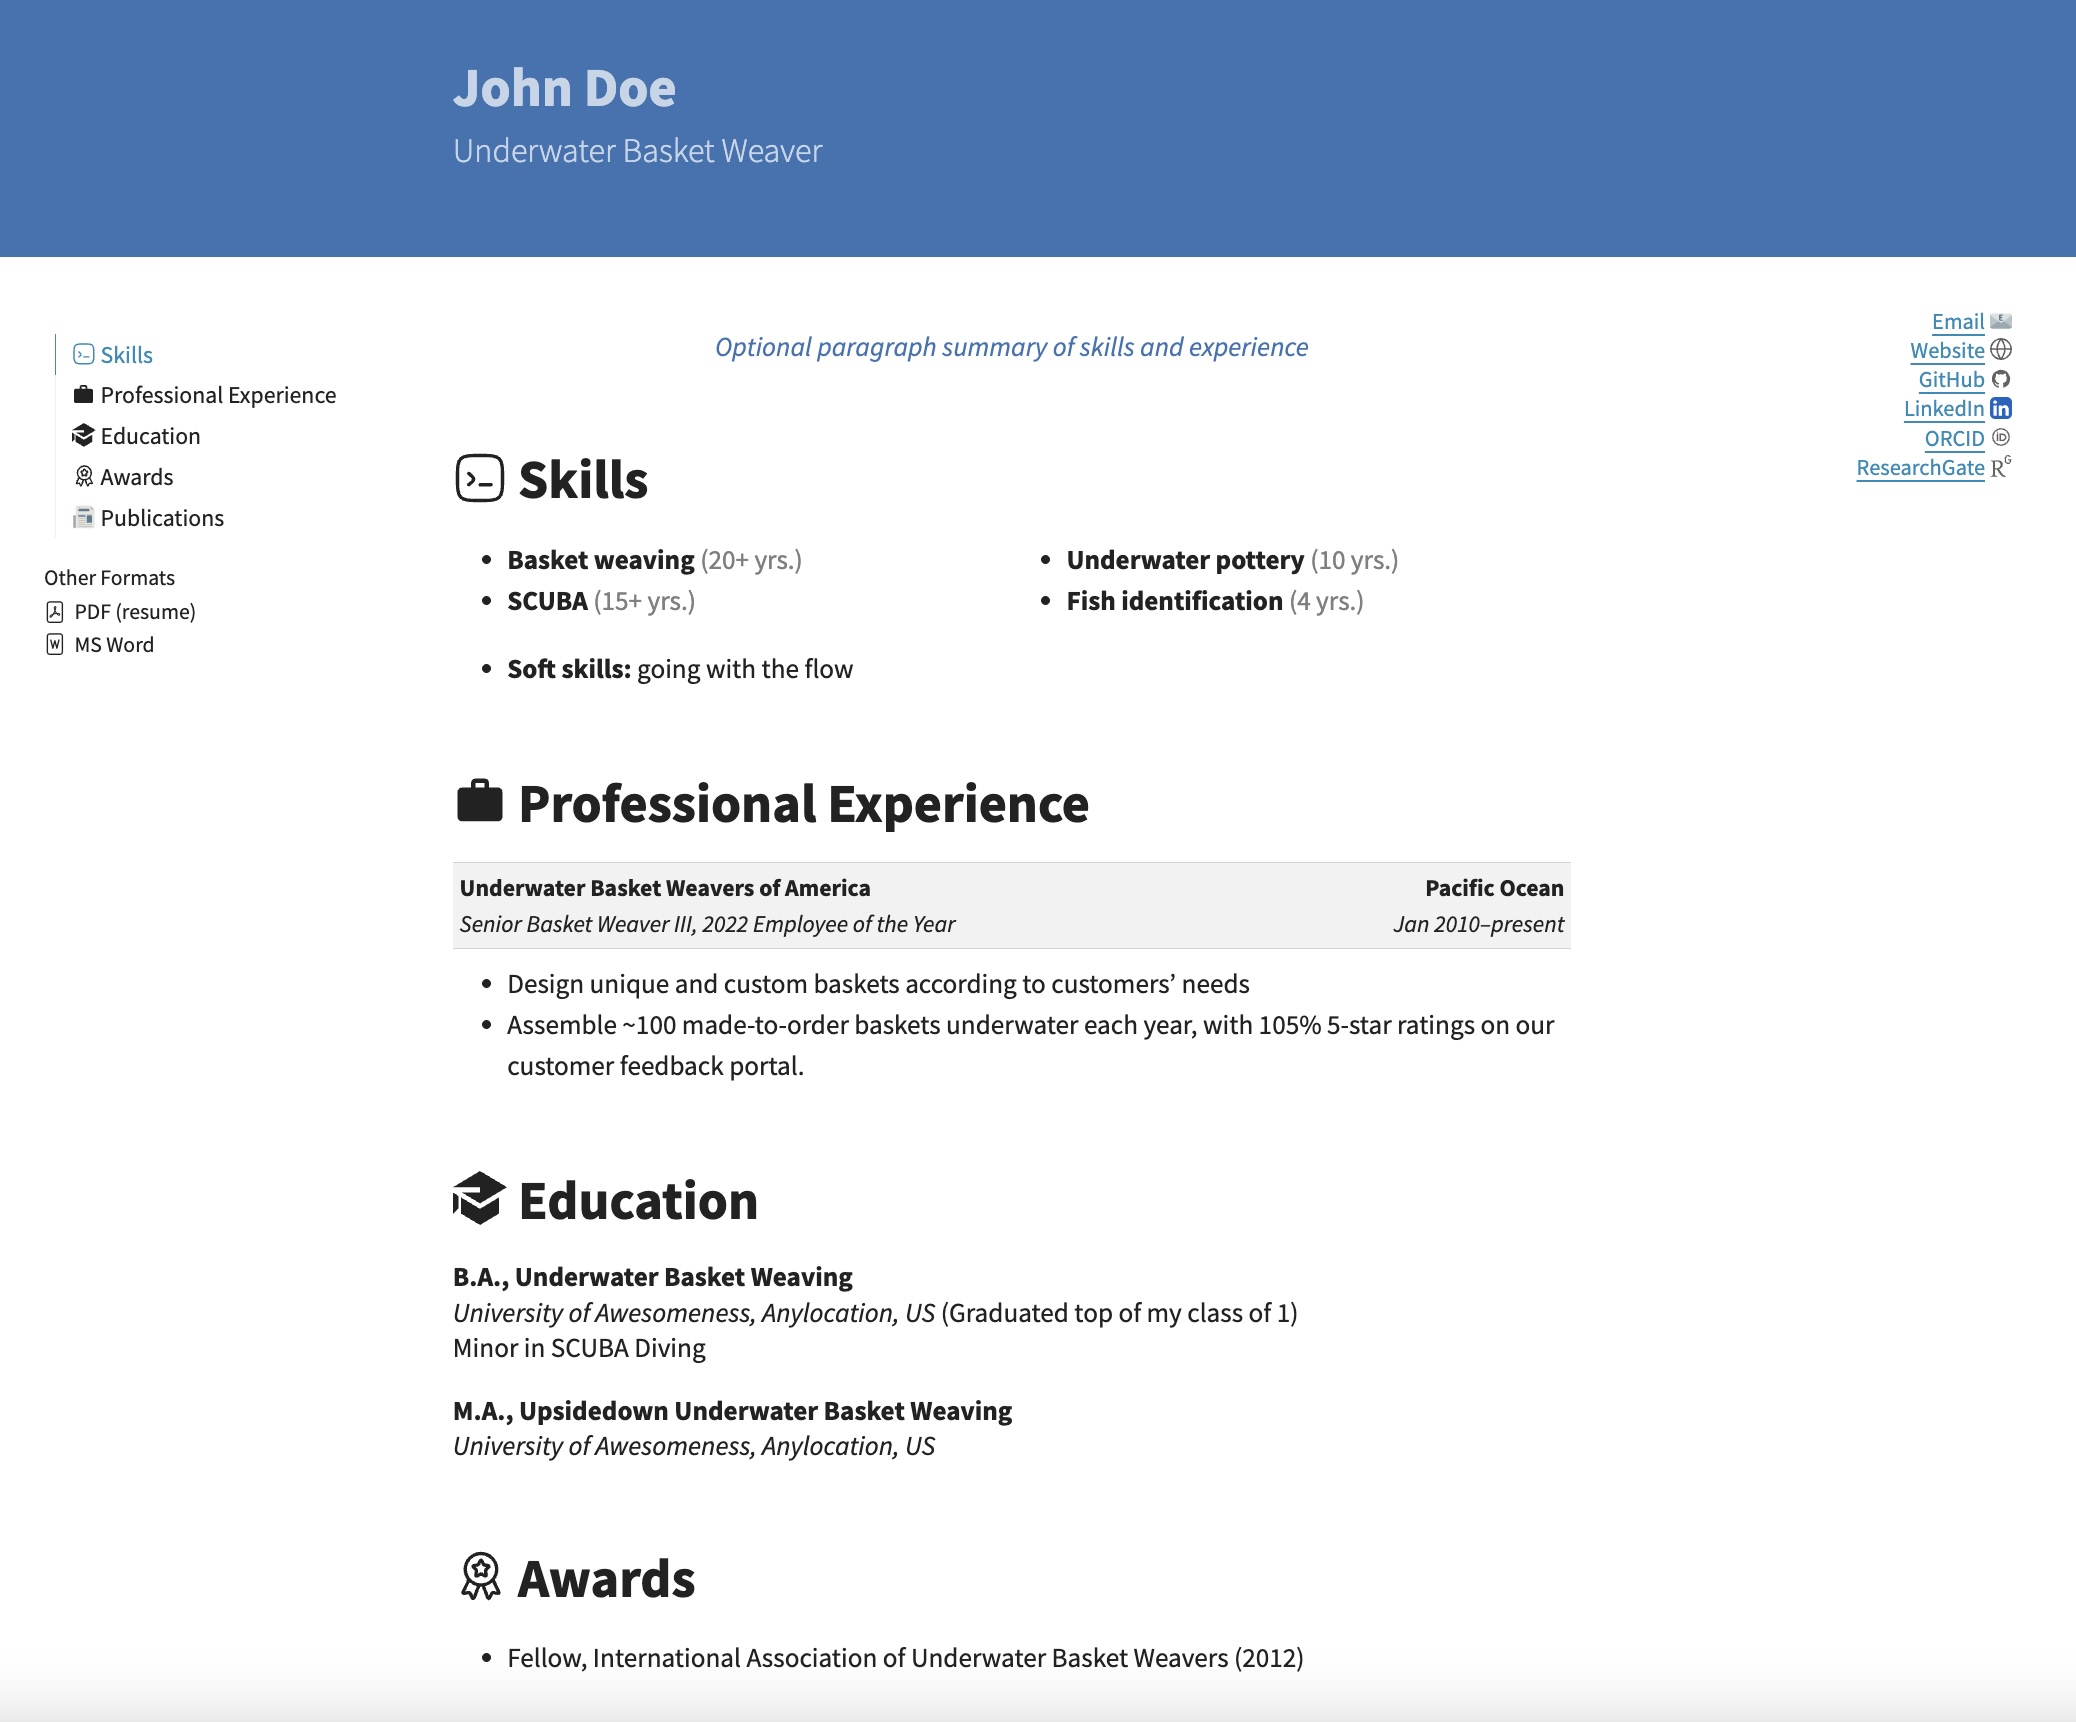 John Doe
Underwater Basket Weaver
Skills
Professional Experience
Education
Awards
Publications
Other Formats
PDF (resume)
MS Word
Optional paragraph summary of skills and experience
Email
Website
GitHub
LinkedIn
ORCID
ResearchGate
Skills
• Basket weaving (20+ yrs.)
• SCUBA (15+ yrs.)
• Underwater pottery (10 yrs.)
• Fish identification (4 yrs.)
• Soft skills: going with the flow
Professional Experience
Underwater Basket Weavers of America Pacific Ocean
Senior Basket Weaver III, 2022 Employee of the Year Jan 2010–present
• Design unique and custom baskets according to customers’ needs
• Assemble ~100 made-to-order baskets underwater each year, with 105% 5-star ratings on our
customer feedback portal.
Education
B.A., Underwater Basket Weaving
University of Awesomeness, Anylocation, US (Graduated top of my class of 1)
Minor in SCUBA Diving
M.A., Upsidedown Underwater Basket Weaving
University of Awesomeness, Anylocation, US
Awards
• Fellow, International Association of Underwater Basket Weavers (2012)